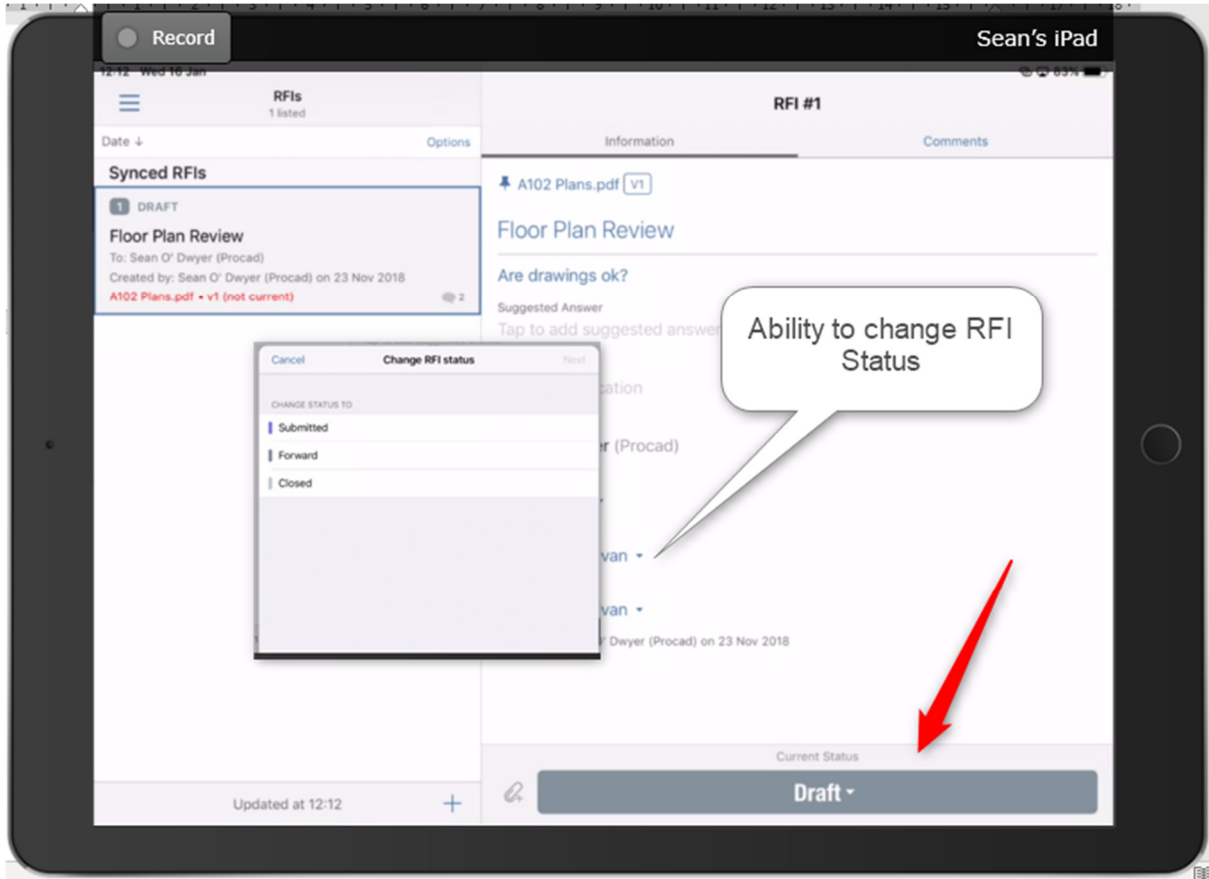 Record
Sean's iPad
12:12 Wed 16 Jan
83%
RFIs
1 listed
Date ↓
Options
Synced RFIs
1 DRAFT
Floor Plan Review
To: Sean O' Dwyer (Procad)
Created by: Sean O' Dwyer (Procad) on 23 Nov 2018
A102 Plans.pdf • v1 (not current)
2
Updated at 12:12
+
RFI #1
Information
Comments
A102 Plans.pdf V1
Floor Plan Review
Are drawings ok?
Suggested Answer
Tap to add suggested answer
(Procad)
Dwyer (Procad) on 23 Nov 2018
Current Status
Draft
Cancel
Change RFI status
Next
CHANGE STATUS TO
Submitted
Forward
Closed
Ability to change RFI
Status